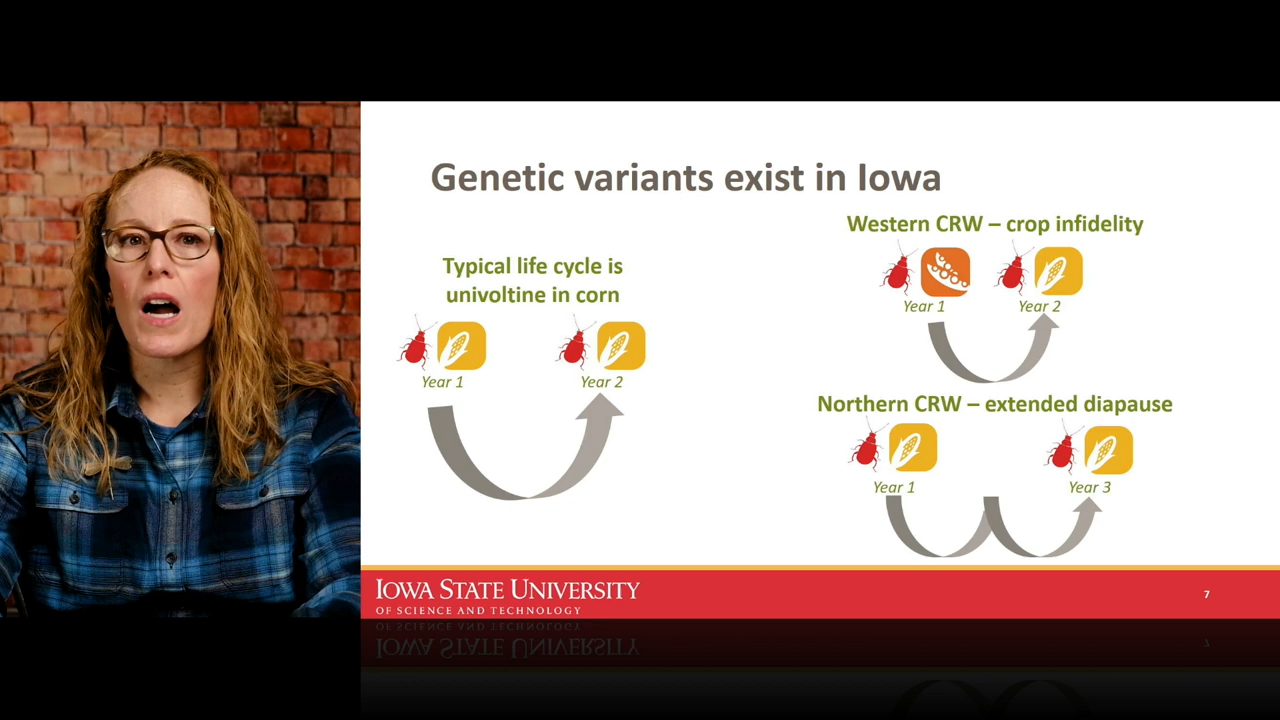 Genetic variants exist in Iowa
Typical life cycle is
univoltine in corn
Year 1
Year 2
Western CRW – crop infidelity
Year 1
Year 2
Northern CRW – extended diapause
Year 1
Year 3
IOWA STATE UNIVERSITY
OF SCIENCE AND TECHNOLOGY
7